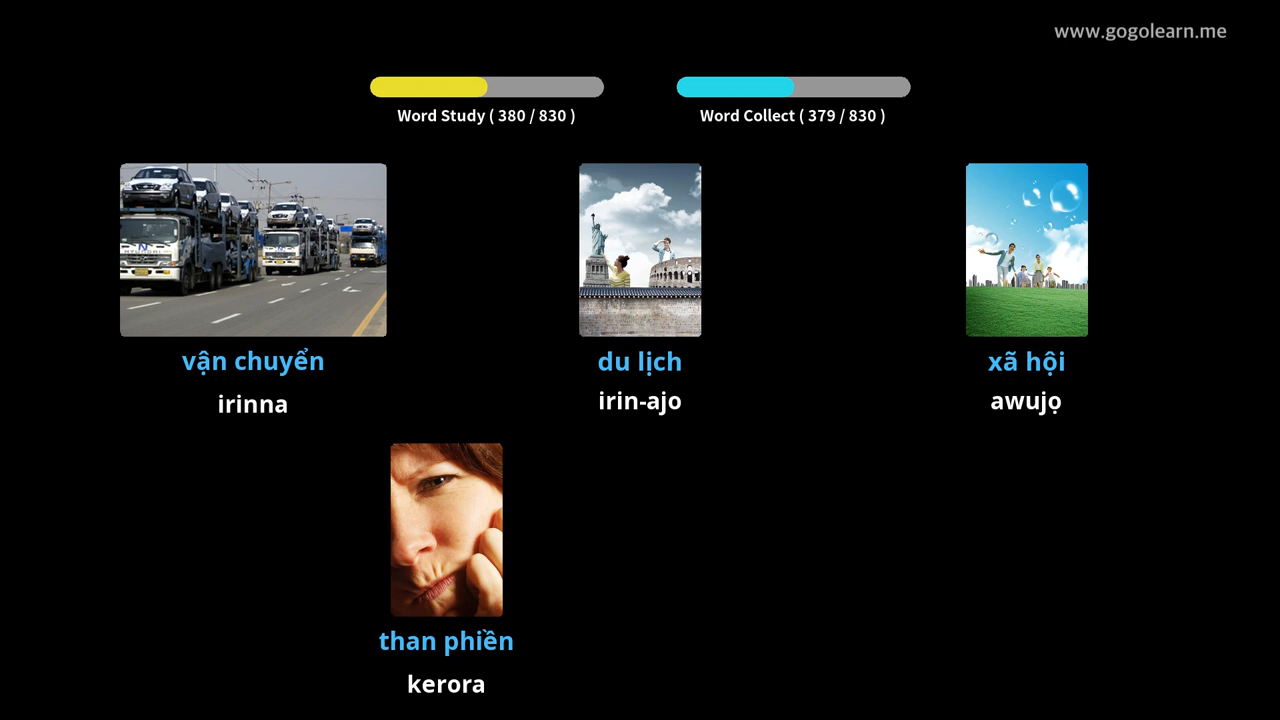 www.gogolearn.me
Word Study ( 380 / 830 )
Word Collect ( 379 / 830 )
vận chuyển
irinna
du lịch
irin-ajo
xã hội
awujọ
than phiền
kerora